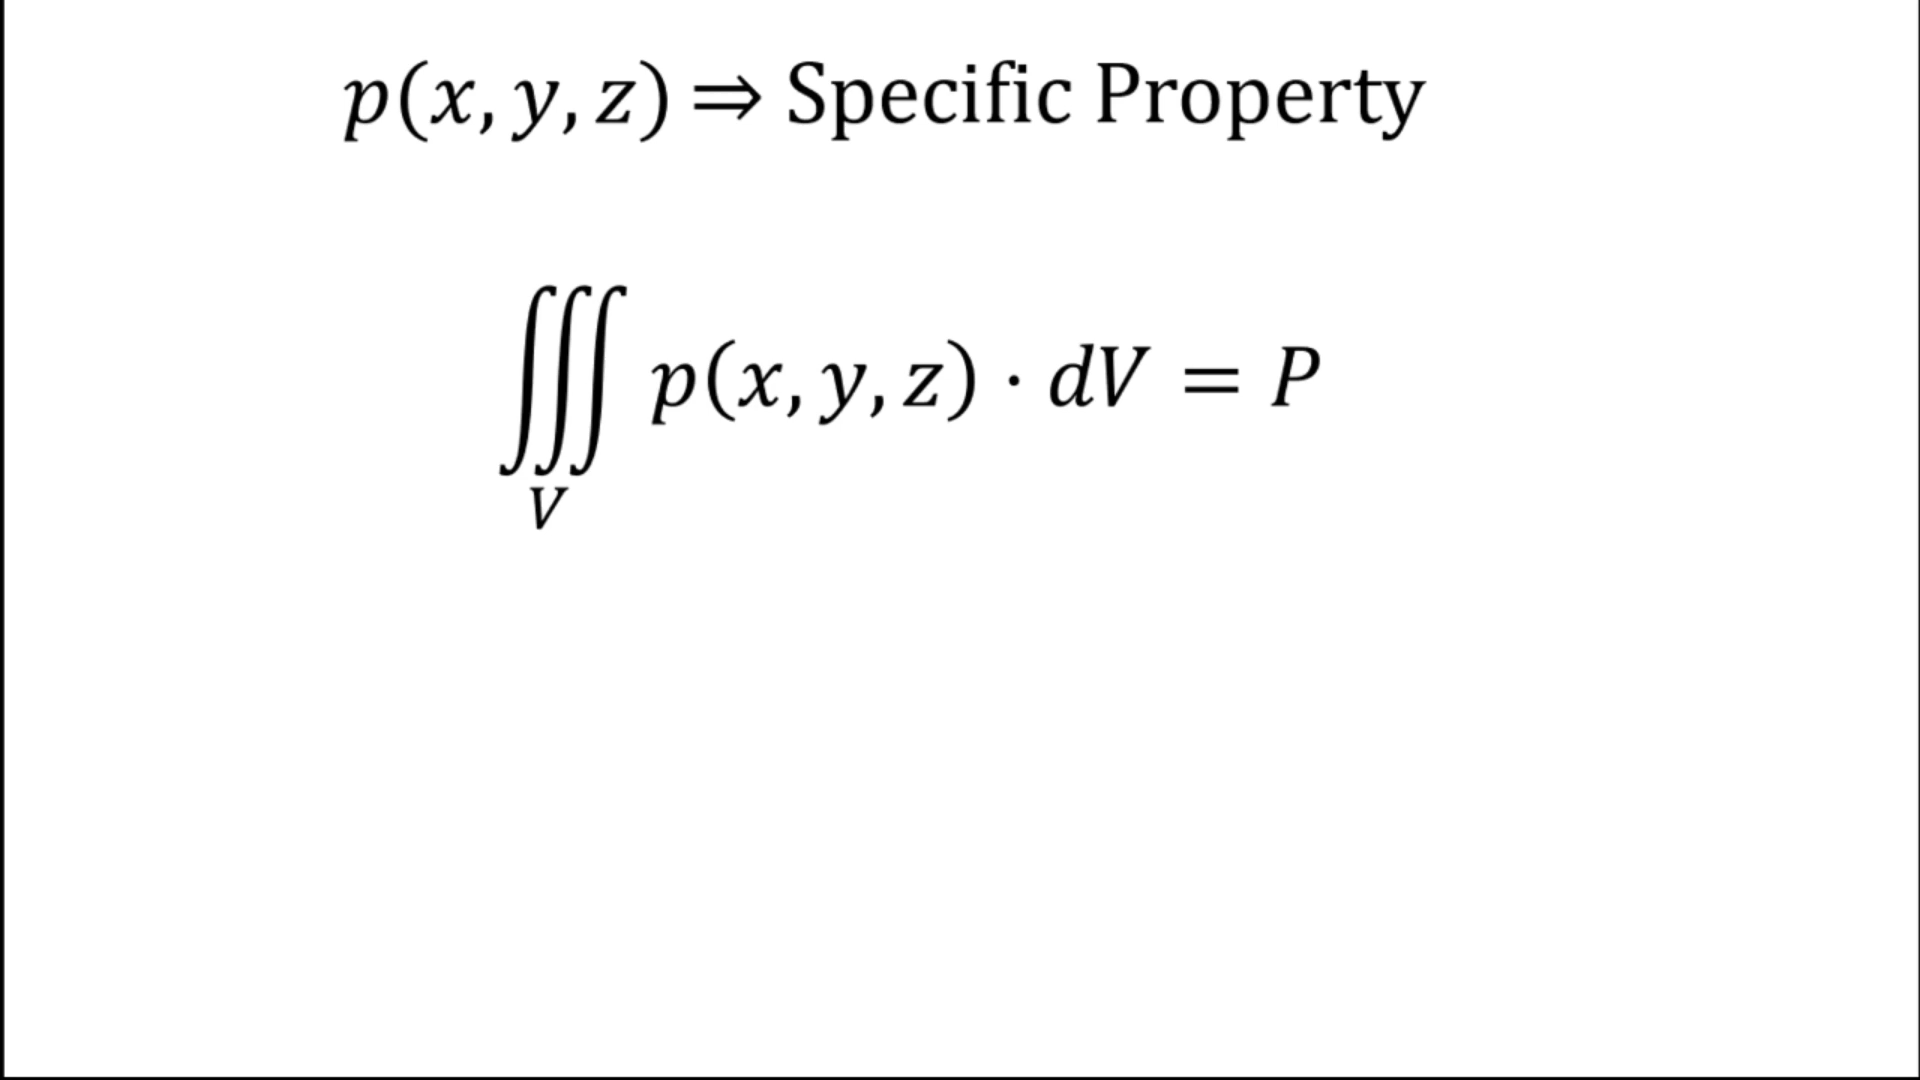 p(x, y, z) ⇒ Specific Property
∭ p(x, y, z) · dV = P
V